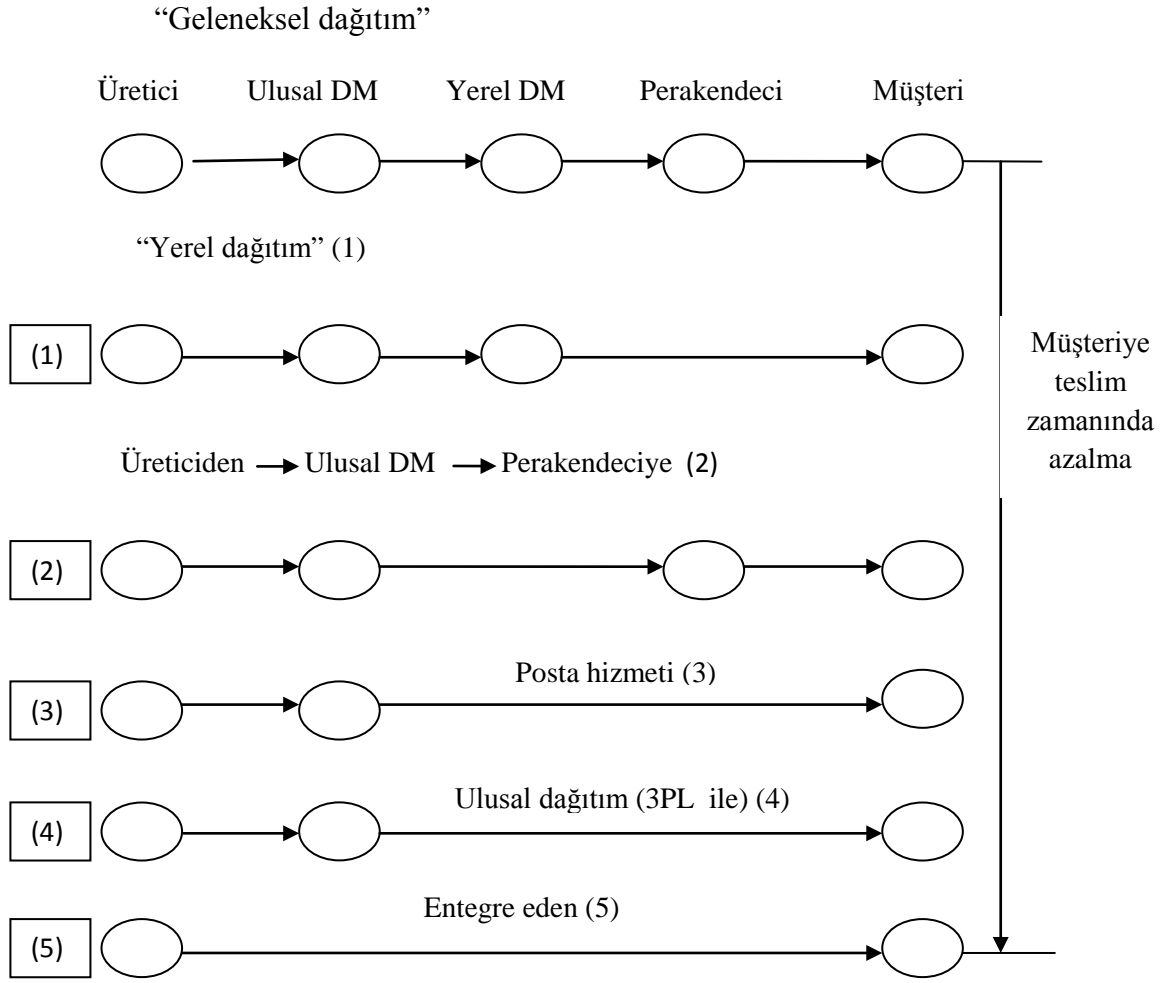 “Geleneksel dağıtım”
Üretici Ulusal DM Yerel DM Perakendeci Müşteri
“Yerel dağıtım” (1)
(1)
Müşteriye
teslim
zamanında
azalma
Üreticiden Ulusal DM Perakendeciye (2)
(2)
Posta hizmeti (3)
(3)
Ulusal dağıtım (3PL ile) (4)
(4)
Entegre eden (5)
(5)